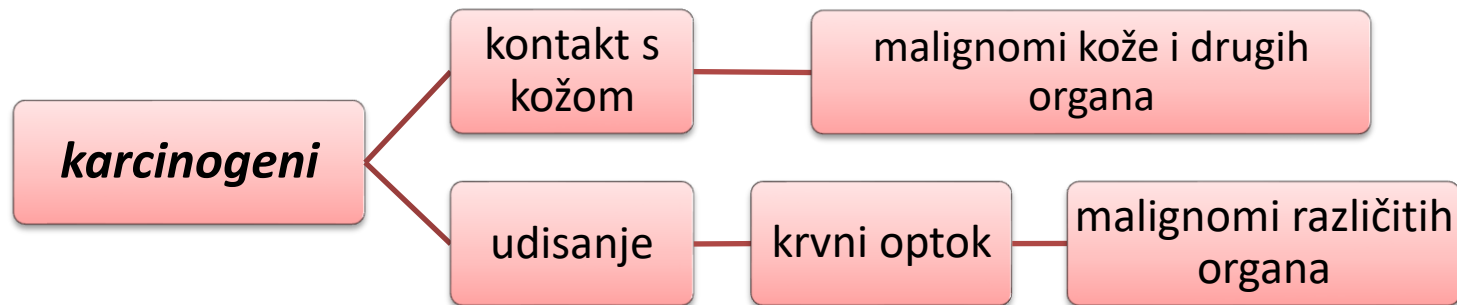 karcinogeni
kontakt s
kožom
malignomi kože i drugih
organa
udisanje
krvni optok
malignomi različitih
organa